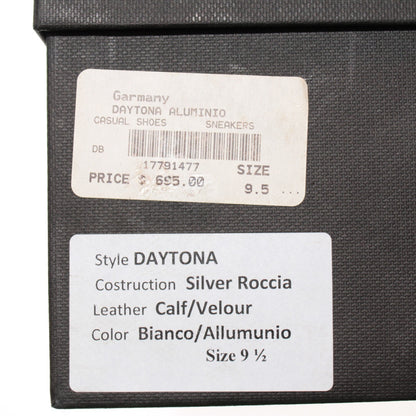 Garmany
DAYTONA ALUMINIO
CASUAL SHOES SNEAKERS
DB
17791477 SIZE
PRICE $ 695.00 9.5 ...
Style DAYTONA
Costruction Silver Roccia
Leather Calf/Velour
Color Bianco/Allumunio
Size 9 ½